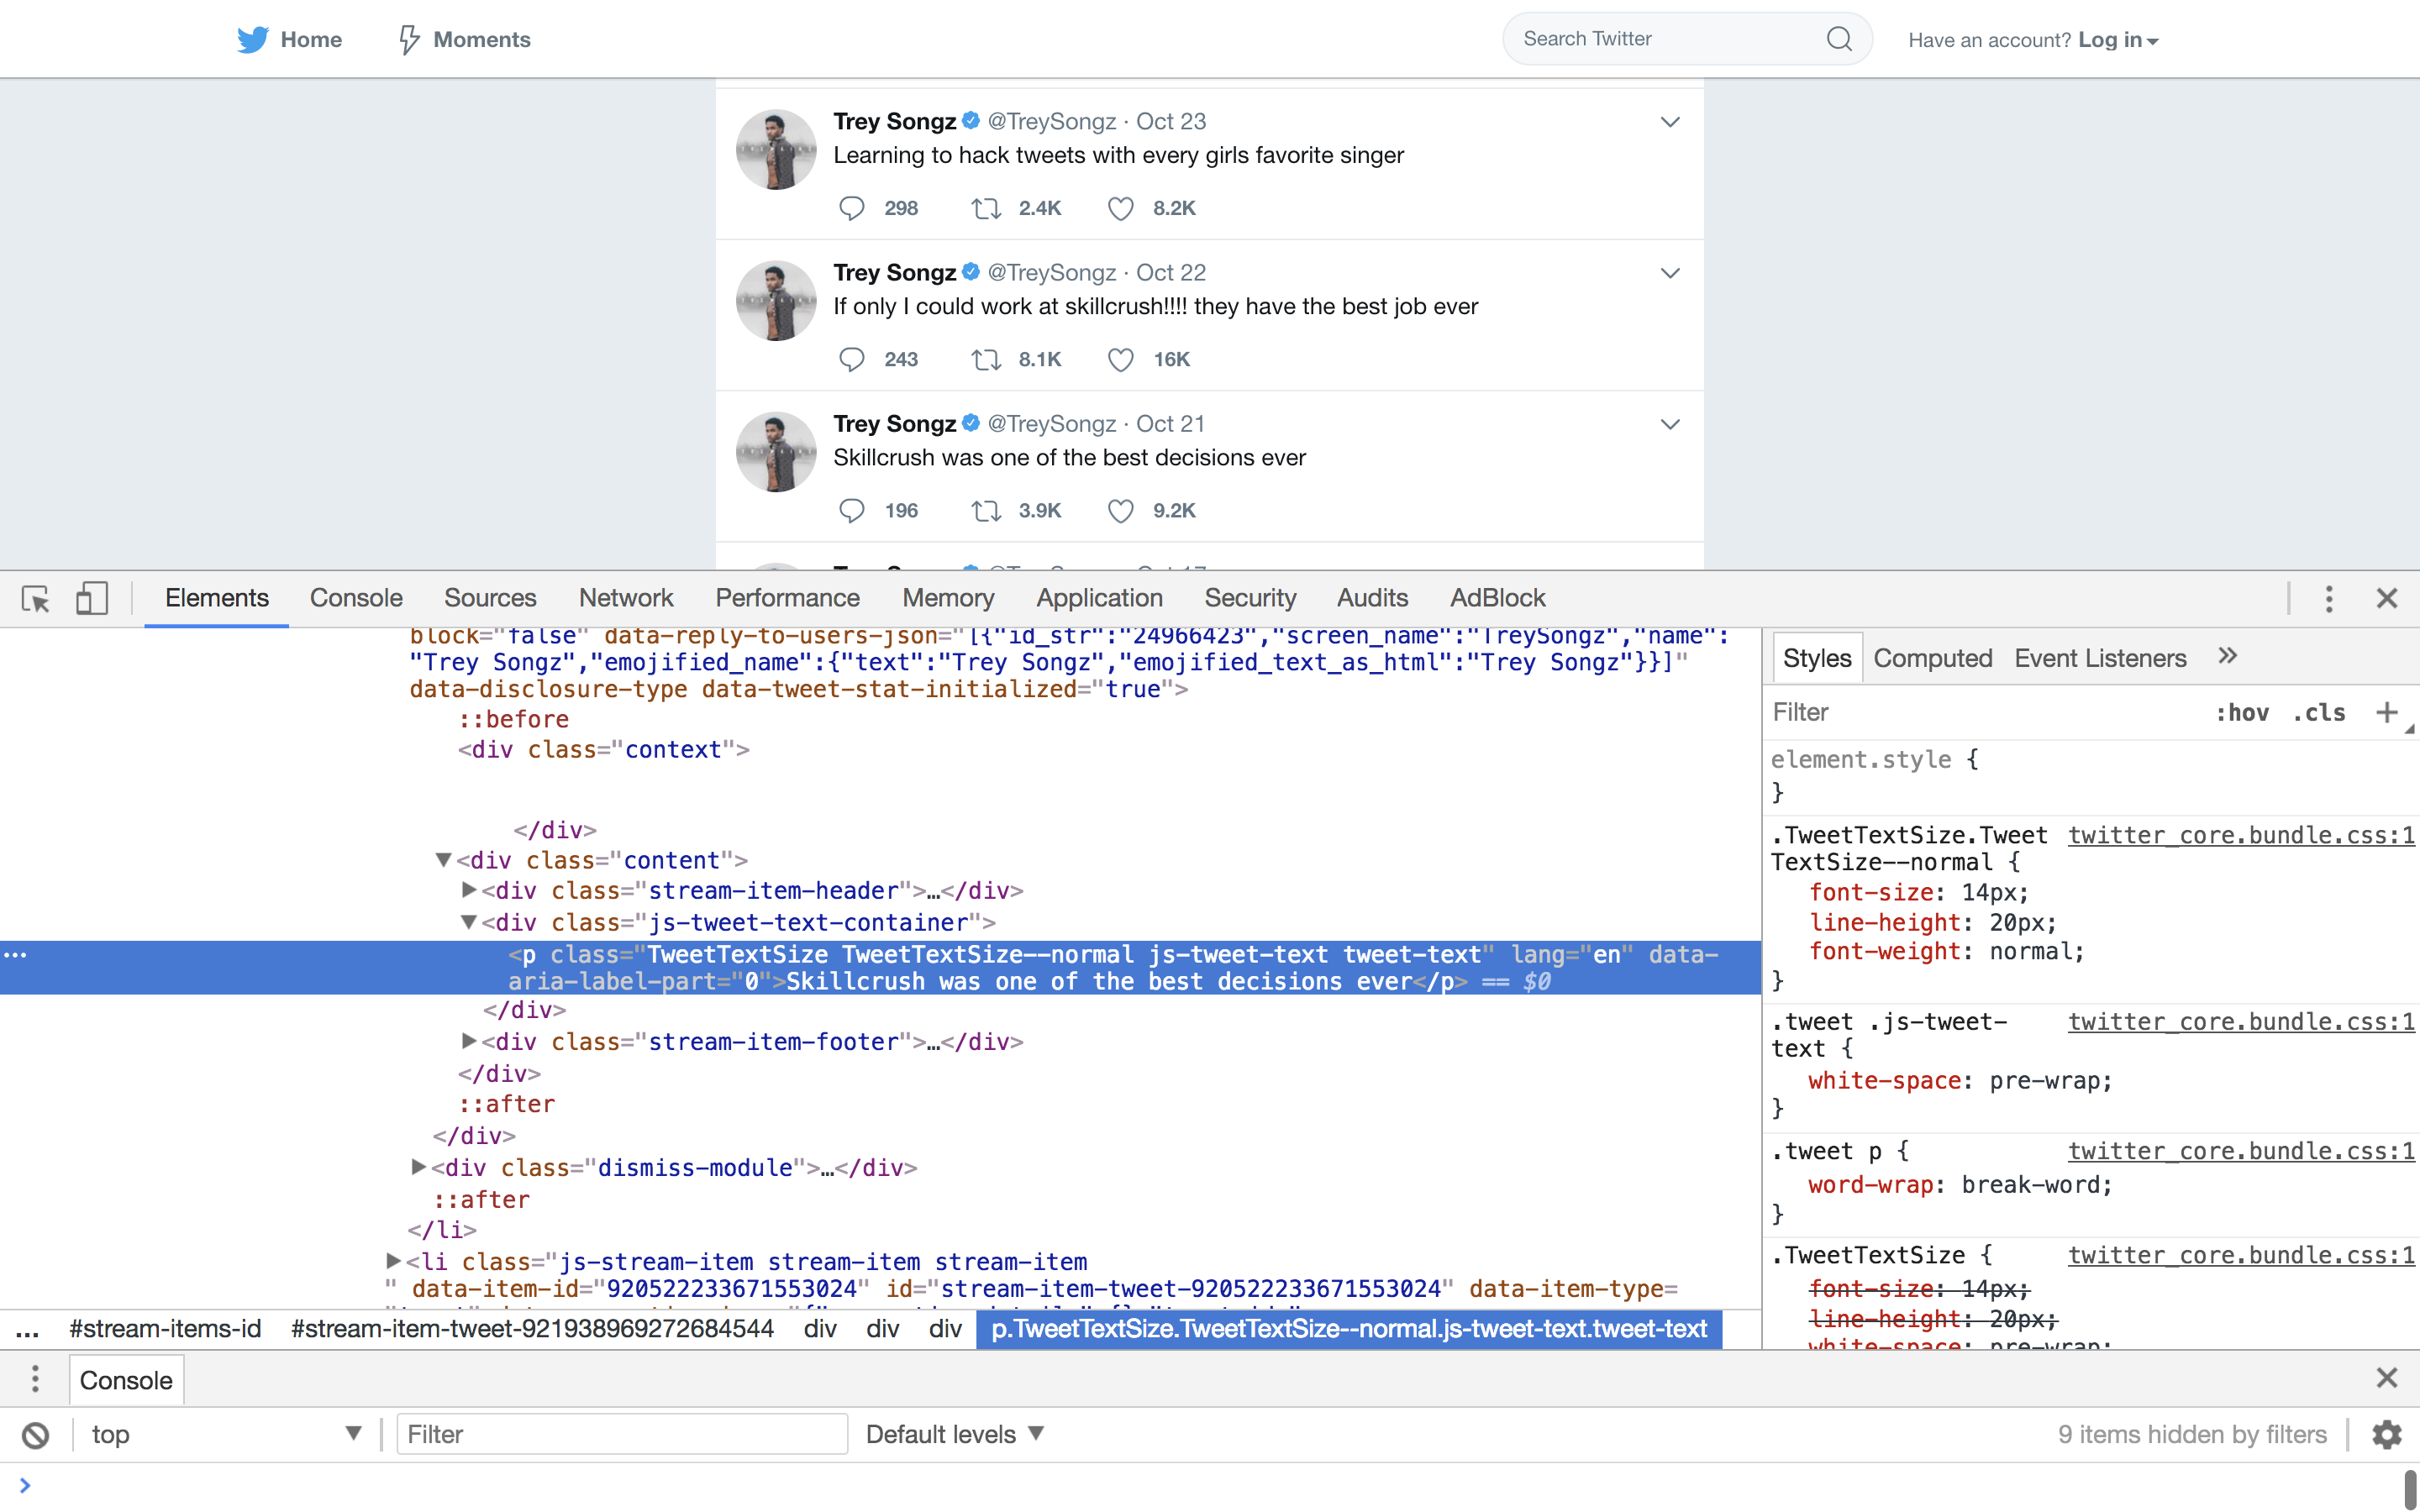 Home Moments Search Twitter Have an account? Log in
Trey Songz @TreySongz · Oct 23
Learning to hack tweets with every girls favorite singer
298 2.4K 8.2K
Trey Songz @TreySongz · Oct 22
If only I could work at skillcrush!!!! they have the best job ever
243 8.1K 16K
Trey Songz @TreySongz · Oct 21
Skillcrush was one of the best decisions ever
196 3.9K 9.2K
Trey Songz @TreySongz · Oct 17
Elements Console Sources Network Performance Memory Application Security Audits AdBlock
block="false" data-reply-to-users-json="[{"id_str":"24966423","screen_name":"TreySongz","name":
"Trey Songz","emojified_name":{"text":"Trey Songz","emojified_text_as_html":"Trey Songz"}}]"
data-disclosure-type data-tweet-stat-initialized="true">
::before
<div class="context">
</div>
<div class="content">
<div class="stream-item-header">…</div>
<div class="js-tweet-text-container">
<p class="TweetTextSize TweetTextSize--normal js-tweet-text tweet-text" lang="en" data-
aria-label-part="0">Skillcrush was one of the best decisions ever</p> == $0
</div>
<div class="stream-item-footer">…</div>
</div>
::after
</div>
<div class="dismiss-module">…</div>
::after
</li>
<li class="js-stream-item stream-item stream-item
" data-item-id="920522233671553024" id="stream-item-tweet-920522233671553024" data-item-type=
... #stream-items-id #stream-item-tweet-921938969272684544 div div div p.TweetTextSize.TweetTextSize--normal.js-tweet-text.tweet-text
Styles Computed Event Listeners »
Filter :hov .cls +
element.style {
}
.TweetTextSize.Tweet twitter_core.bundle.css:1
TextSize--normal {
font-size: 14px;
line-height: 20px;
font-weight: normal;
}
.tweet .js-tweet- twitter_core.bundle.css:1
text {
white-space: pre-wrap;
}
.tweet p { twitter_core.bundle.css:1
word-wrap: break-word;
}
.TweetTextSize { twitter_core.bundle.css:1
font-size: 14px;
line-height: 20px;
white-space: pre-wrap;
Console
top Filter Default levels 9 items hidden by filters